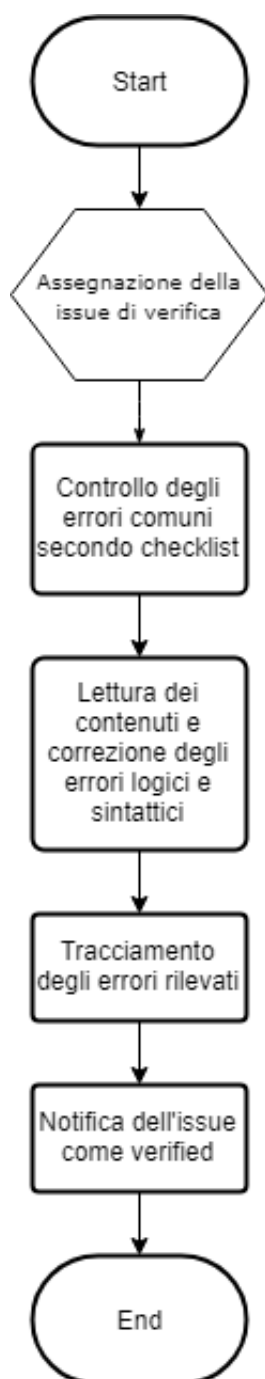 Start
Assegnazione della
issue di verifica
Controllo degli
errori comuni
secondo checklist
Lettura dei
contenuti e
correzione degli
errori logici e
sintattici
Tracciamento
degli errori rilevati
Notifica dell'issue
come verified
End